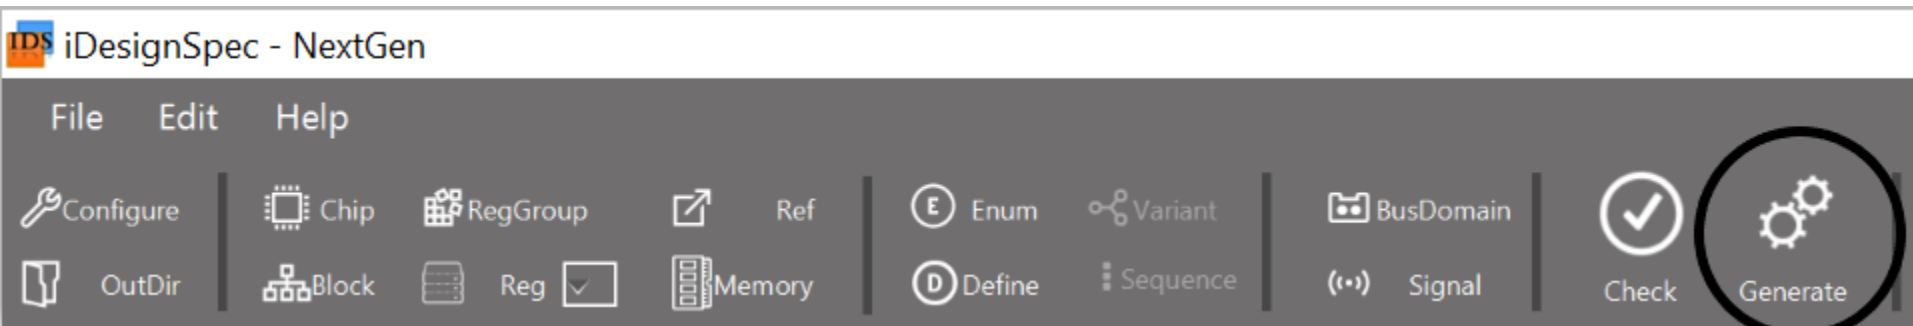 IDS iDesignSpec - NextGen
File Edit Help
Configure Chip RegGroup Ref E Enum Variant BusDomain
OutDir Block Reg Memory D Define Sequence Signal Check Generate